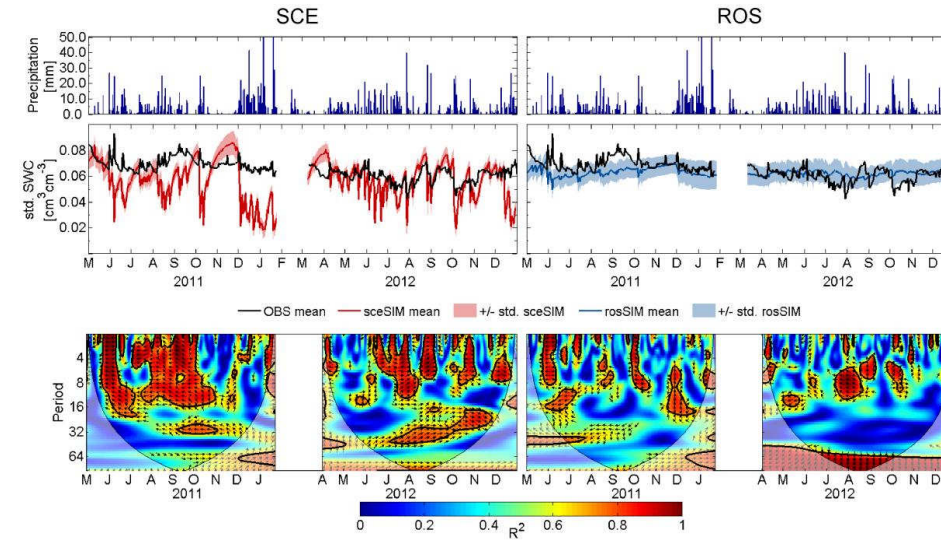 SCE ROS
Precipitation
[mm]
50.0
40.0
30.0
20.0
10.0
0.0
std. SWC
[cm³cm⁻³]
0.08
0.06
0.04
0.02
M J J A S O N D J F M A M J J A S O N D M J J A S O N D J F M A M J J A S O N D
2011 2012 2011 2012
OBS mean sceSIM mean +/- std. sceSIM rosSIM mean +/- std. rosSIM
Period
4
8
16
32
64
M J J A S O N D J A M J J A S O N D M J J A S O N D J A M J J A S O N D
2011 2012 2011 2012
0 0.2 0.4 0.6 0.8 1
R²